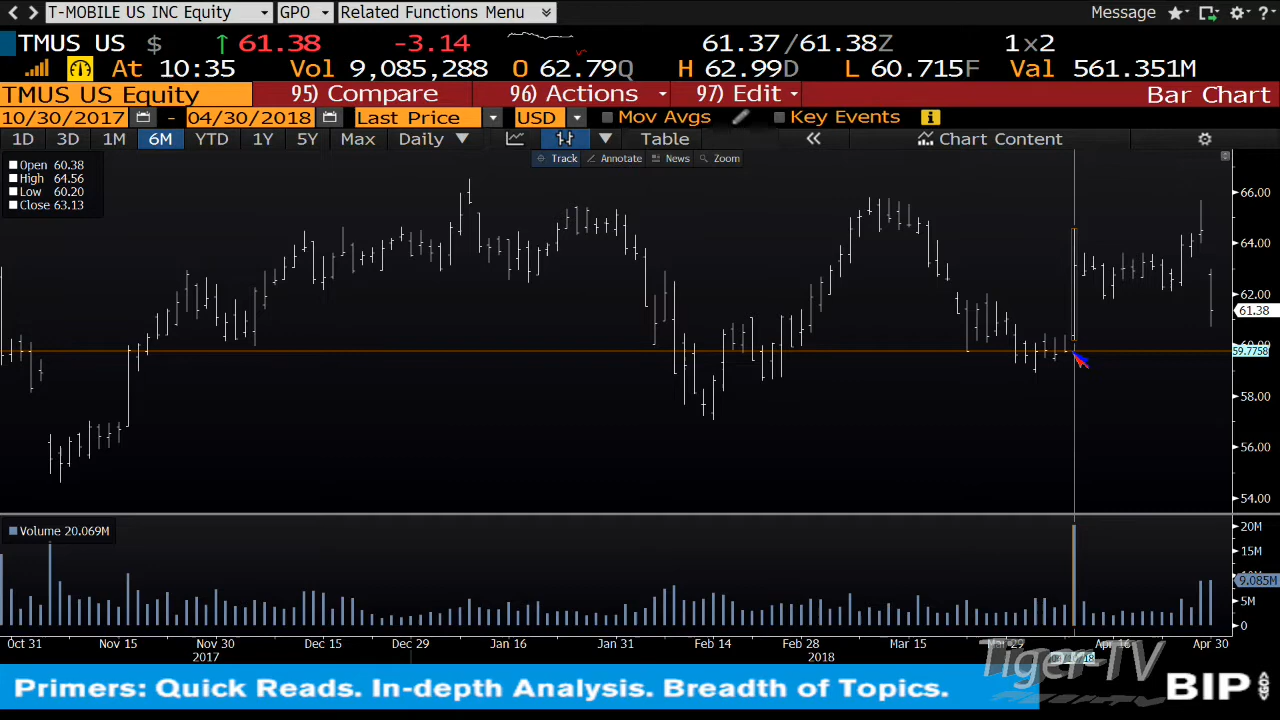 T-MOBILE US INC Equity GPO Related Functions Menu Message ?
TMUS US $ ↑ 61.38 -3.14 61.37/61.38Z 1x2
At 10:35 Vol 9,085,288 O 62.79Q H 62.99D L 60.715F Val 561.351M
TMUS US Equity 95) Compare 96) Actions 97) Edit Bar Chart
10/30/2017 - 04/30/2018 Last Price USD Mov Avgs Key Events
1D 3D 1M 6M YTD 1Y 5Y Max Daily ▼ Table « Chart Content
Track Annotate News Zoom
Open 60.38
High 64.56
Low 60.20
Close 63.13
66.00
64.00
62.00
61.38
59.7758
58.00
56.00
54.00
Volume 20.069M
20M
15M
9.085M
5M
0
Oct 31 Nov 15 Nov 30 Dec 15 Dec 29 Jan 16 Jan 31 Feb 14 Feb 28 Mar 15 Apr 16 Apr 30
2017 2018
Tiger-TV
Primers: Quick Reads. In-depth Analysis. Breadth of Topics.
BIP